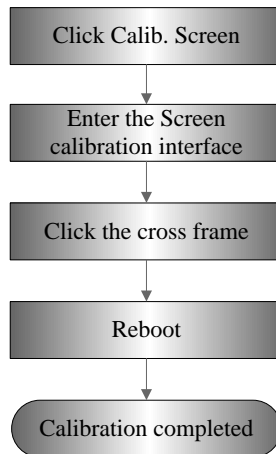 Click Calib. Screen
Enter the Screen
calibration interface
Click the cross frame
Reboot
Calibration completed